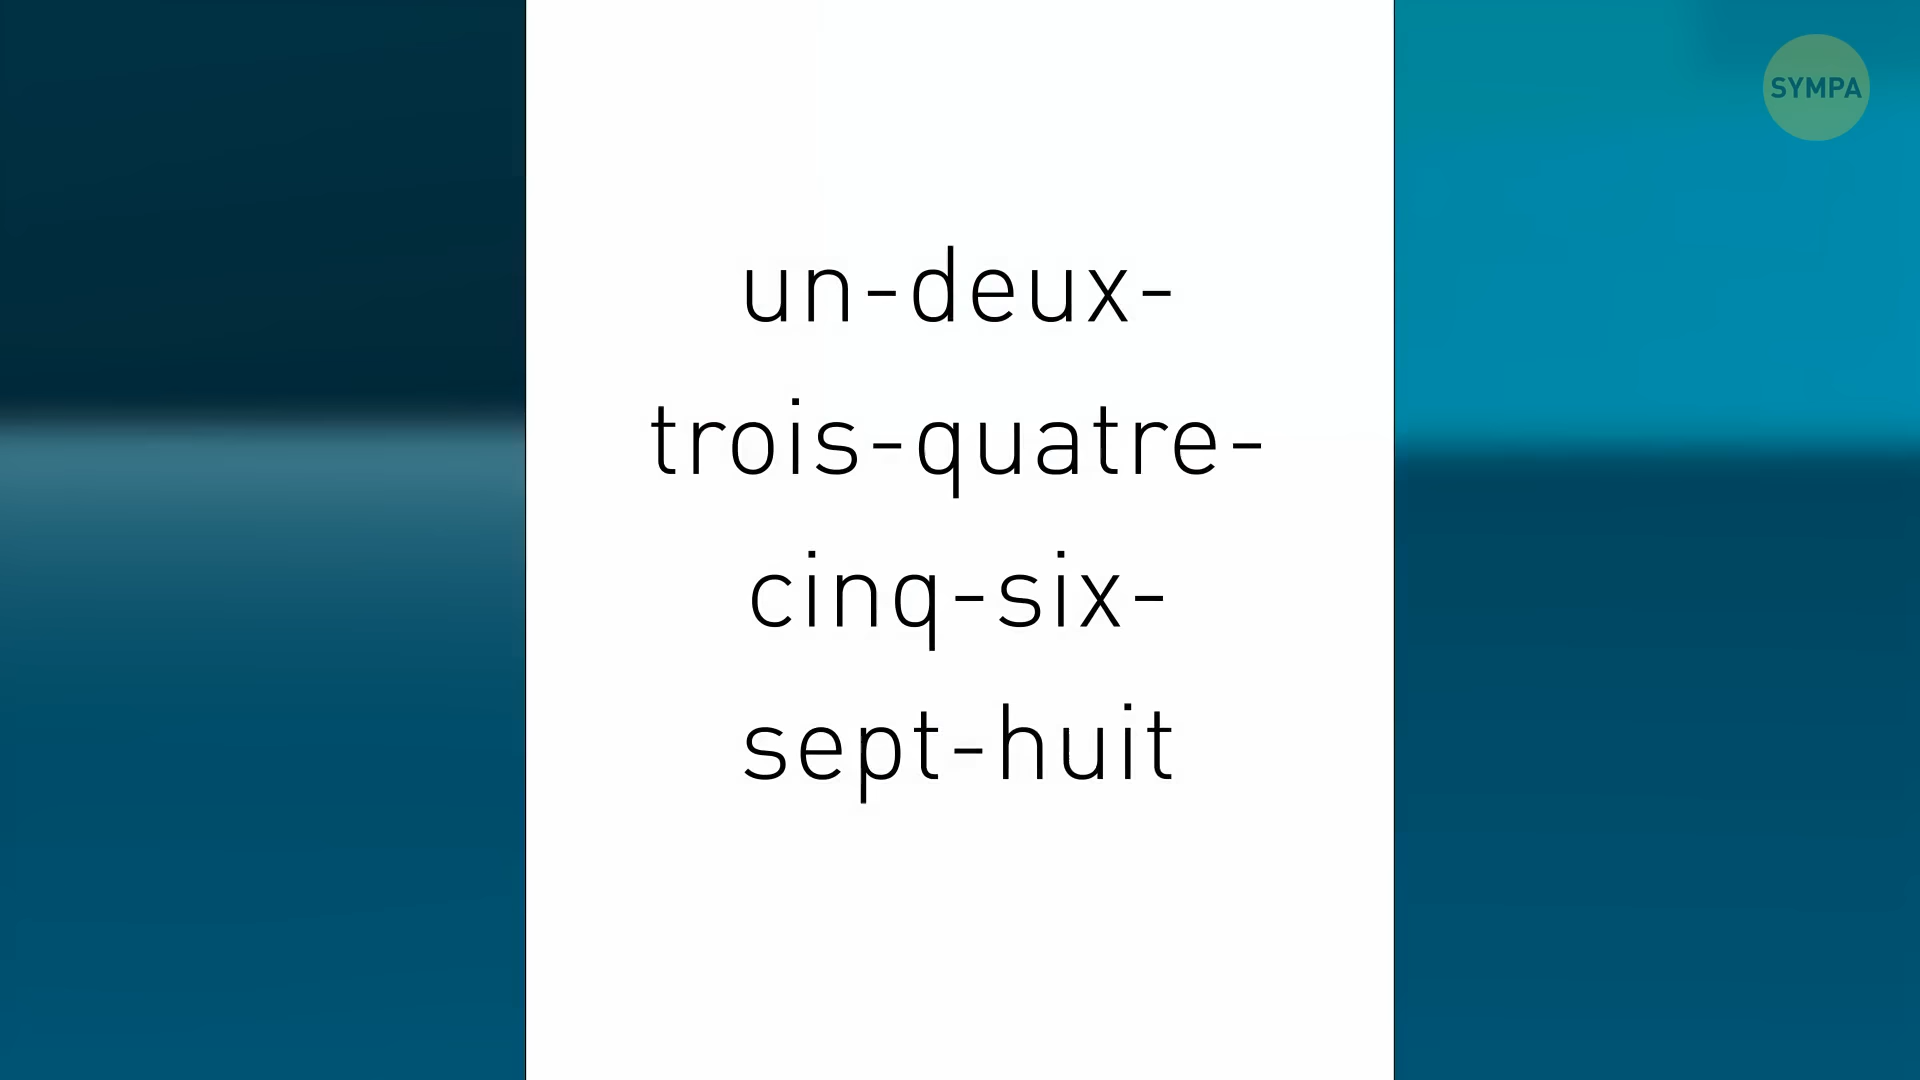 SYMPA
un-deux-
trois-quatre-
cinq-six-
sept-huit